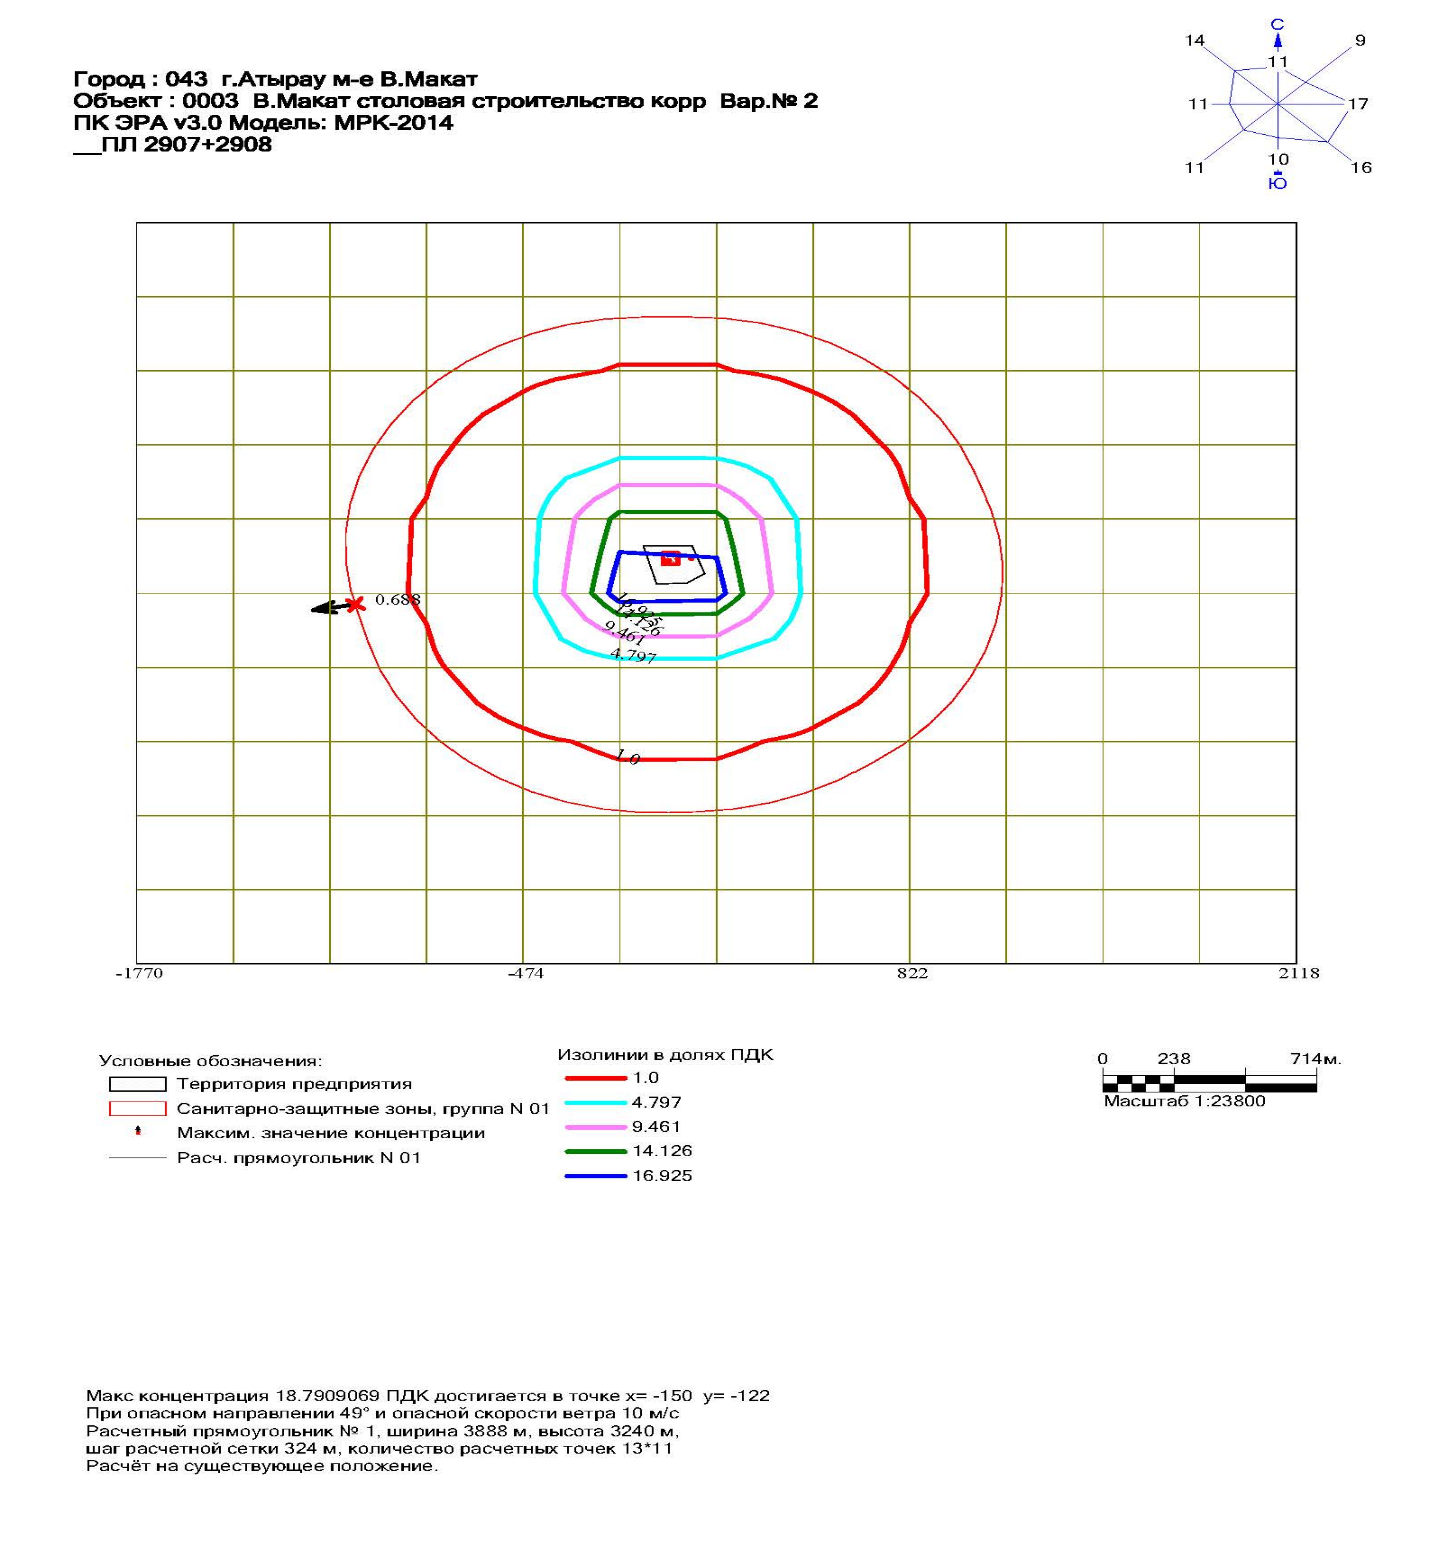 Город : 043 г.Атырау м-е В.Макат
Объект : 0003 В.Макат столовая строительство корр Вар.№ 2
ПК ЭРА v3.0 Модель: МРК-2014
__ПЛ 2907+2908
С
14
9
11
11
17
10
11
16
Ю
0.688
16.925
14.126
9.461
4.797
1.0
-1770
-474
822
2118
Условные обозначения:
Территория предприятия
Санитарно-защитные зоны, группа N 01
Максим. значение концентрации
Расч. прямоугольник N 01
Изолинии в долях ПДК
1.0
4.797
9.461
14.126
16.925
0 238 714м.
Масштаб 1:23800
Макс концентрация 18.7909069 ПДК достигается в точке x= -150 y= -122
При опасном направлении 49° и опасной скорости ветра 10 м/с
Расчетный прямоугольник № 1, ширина 3888 м, высота 3240 м,
шаг расчетной сетки 324 м, количество расчетных точек 13*11
Расчёт на существующее положение.